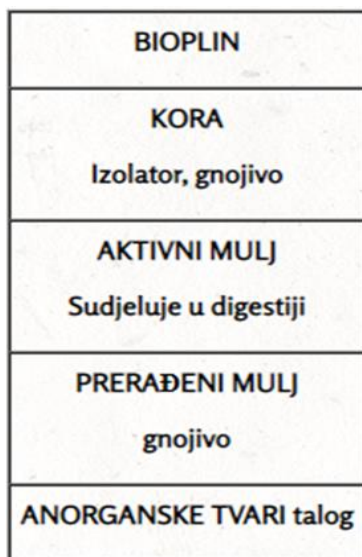 BIOPLIN
KORA
Izolator, gnojivo
AKTIVNI MULJ
Sudjeluje u digestiji
PRERAĐENI MULJ
gnojivo
ANORGANSKE TVARI talog